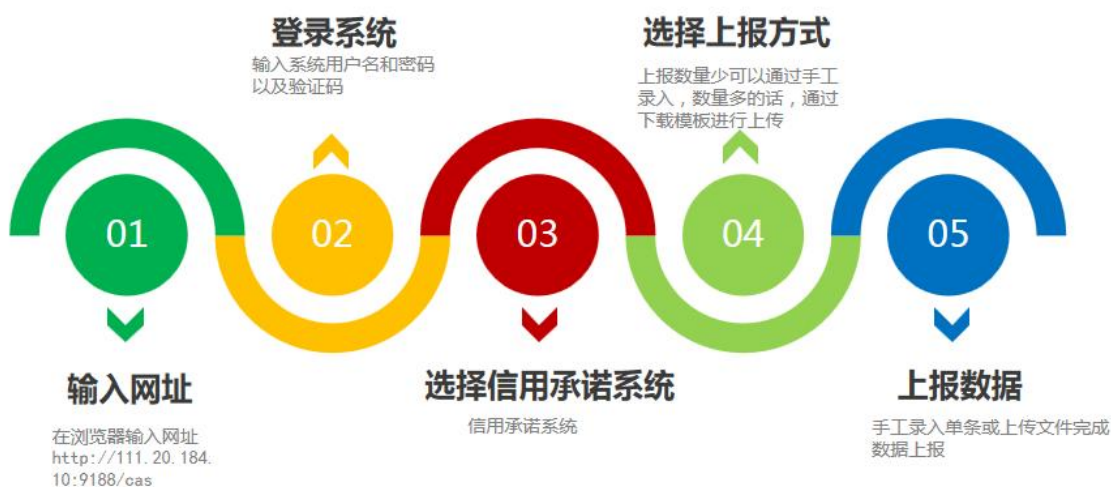 登录系统
输入系统用户名和密码
以及验证码
选择上报方式
上报数量少可以通过手工
录入，数量多的话，通过
下载模板进行上传
01
02
03
04
05
输入网址
在浏览器输入网址
http://111.20.184.
10:9188/cas
选择信用承诺系统
信用承诺系统
上报数据
手工录入单条或上传文件完成
数据上报